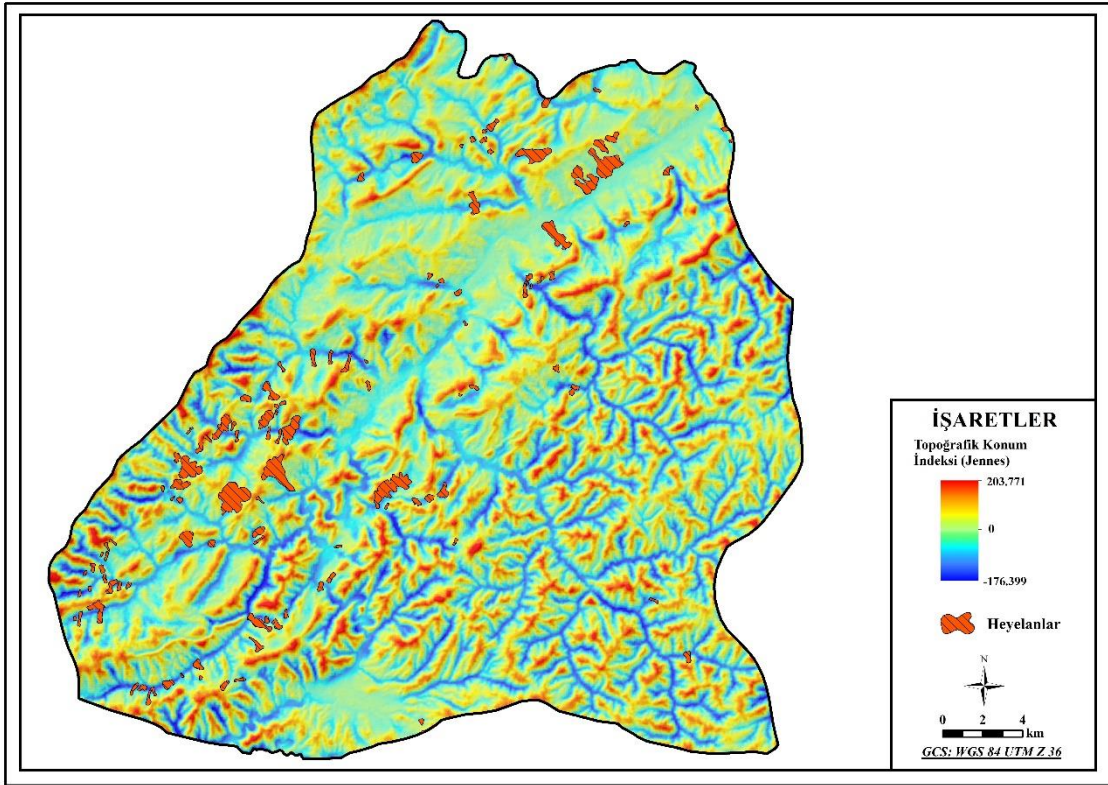 İŞARETLER
Topoğrafik Konum
İndeksi (Jennes)
203,771
0
-176,399
Heyelanlar
N
0 2 4
km
GCS: WGS 84 UTM Z 36